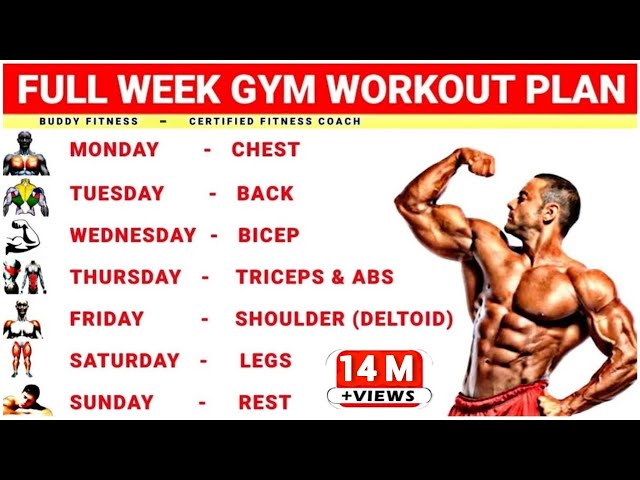 FULL WEEK GYM WORKOUT PLAN
BUDDY FITNESS – CERTIFIED FITNESS COACH
MONDAY - CHEST
TUESDAY - BACK
WEDNESDAY - BICEP
THURSDAY - TRICEPS & ABS
FRIDAY - SHOULDER (DELTOID)
SATURDAY - LEGS
SUNDAY - REST
14 M
+VIEWS